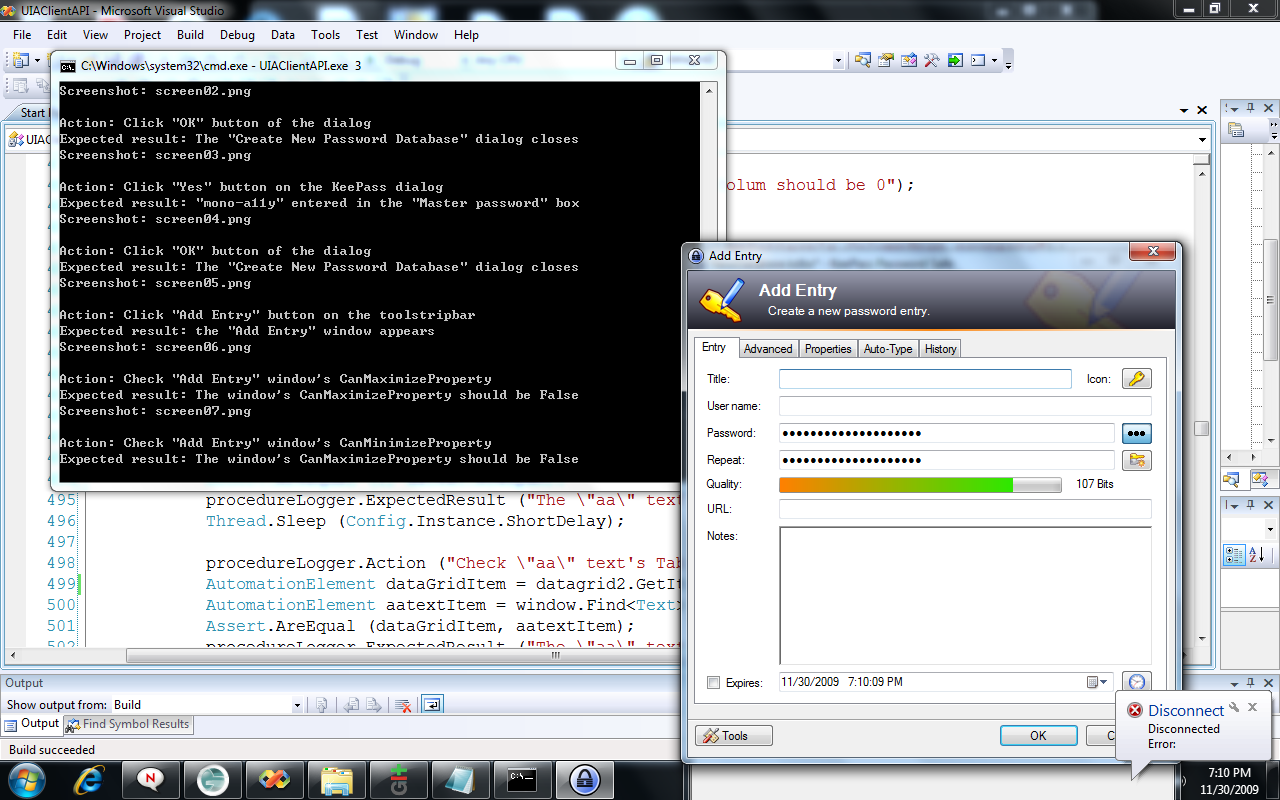 UIAClientAPI - Microsoft Visual Studio
File Edit View Project Build Debug Data Tools Test Window Help
C:\Windows\system32\cmd.exe - UIAClientAPI.exe 3
Screenshot: screen02.png
Action: Click "OK" button of the dialog
Expected result: The "Create New Password Database" dialog closes
Screenshot: screen03.png
Action: Click "Yes" button on the KeePass dialog
Expected result: "mono-a11y" entered in the "Master password" box
Screenshot: screen04.png
Action: Click "OK" button of the dialog
Expected result: The "Create New Password Database" dialog closes
Screenshot: screen05.png
Action: Click "Add Entry" button on the toolstripbar
Expected result: the "Add Entry" window appears
Screenshot: screen06.png
Action: Check "Add Entry" window's CanMaximizeProperty
Expected result: The window's CanMaximizeProperty should be False
Screenshot: screen07.png
Action: Check "Add Entry" window's CanMinimizeProperty
Expected result: The window's CanMaximizeProperty should be False
Start
UIAC
olum should be 0");
495 procedureLogger.ExpectedResult ("The \"aa\" text
496 Thread.Sleep (Config.Instance.ShortDelay);
497
498 procedureLogger.Action ("Check \"aa\" text's Tab
499 AutomationElement dataGridItem = datagrid2.GetIt
500 AutomationElement aatextItem = window.Find<Text>
501 Assert.AreEqual (dataGridItem, aatextItem);
502 procedureLogger.ExpectedResult ("The \"aa\" text
Add Entry
Add Entry
Create a new password entry.
Entry Advanced Properties Auto-Type History
Title:
Icon:
User name:
Password:
Repeat:
Quality:
107 Bits
URL:
Notes:
Expires:
11/30/2009 7:10:09 PM
Tools
OK
C
Output
Show output from: Build
Output Find Symbol Results
Build succeeded
Disconnect
Disconnected
Error:
7:10 PM
11/30/2009